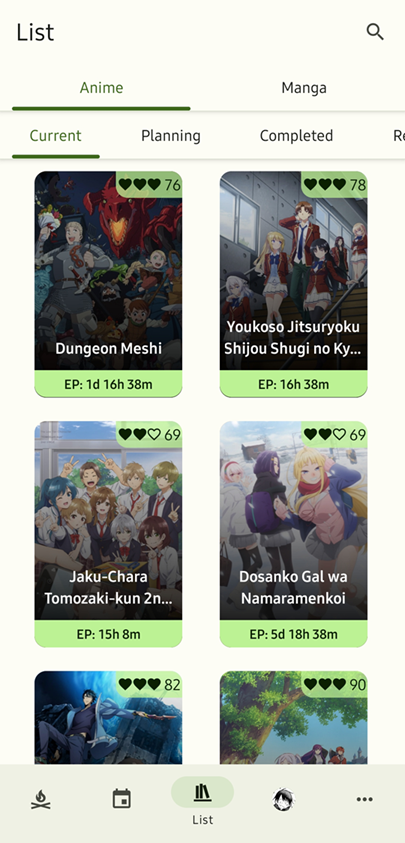 List
Anime
Manga
Current
Planning
Completed
Re
76
78
Dungeon Meshi
Youkoso Jitsuryoku
Shijou Shugi no Ky...
EP: 1d 16h 38m
EP: 16h 38m
69
69
Jaku-Chara
Tomozaki-kun 2n...
Dosanko Gal wa
Namaramenkoi
EP: 15h 8m
EP: 5d 18h 38m
82
90
List